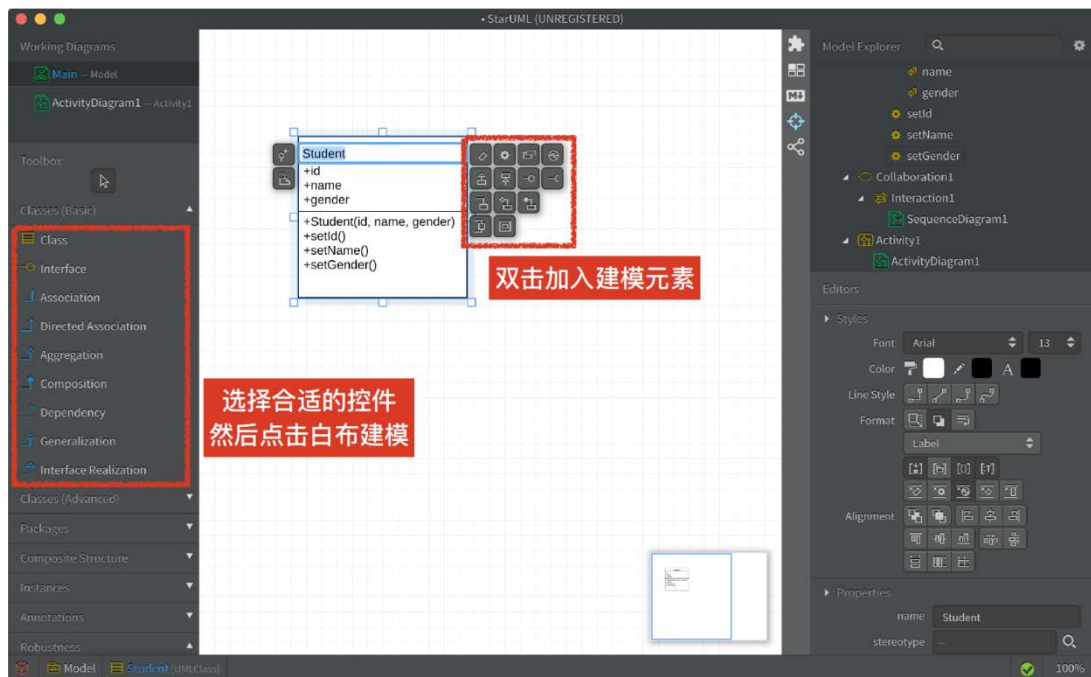 • StarUML (UNREGISTERED)
Working Diagrams
Main — Model
ActivityDiagram1 — Activity1
Toolbox
Classes (Basic)
Class
Interface
Association
Directed Association
Aggregation
Composition
Dependency
Generalization
Interface Realization
Classes (Advanced)
Packages
Composite Structure
Instances
Annotations
Robustness
Student
+id
+name
+gender
+Student(id, name, gender)
+setId()
+setName()
+setGender()
双击加入建模元素
选择合适的控件
然后点击白布建模
Model Explorer
name
gender
setId
setName
setGender
Collaboration1
Interaction1
SequenceDiagram1
Activity1
ActivityDiagram1
Editors
Styles
Font Arial 13
Color A
Line Style
Format
Label
Alignment
Properties
name Student
stereotype —
Model Student (UMLClass)
100%